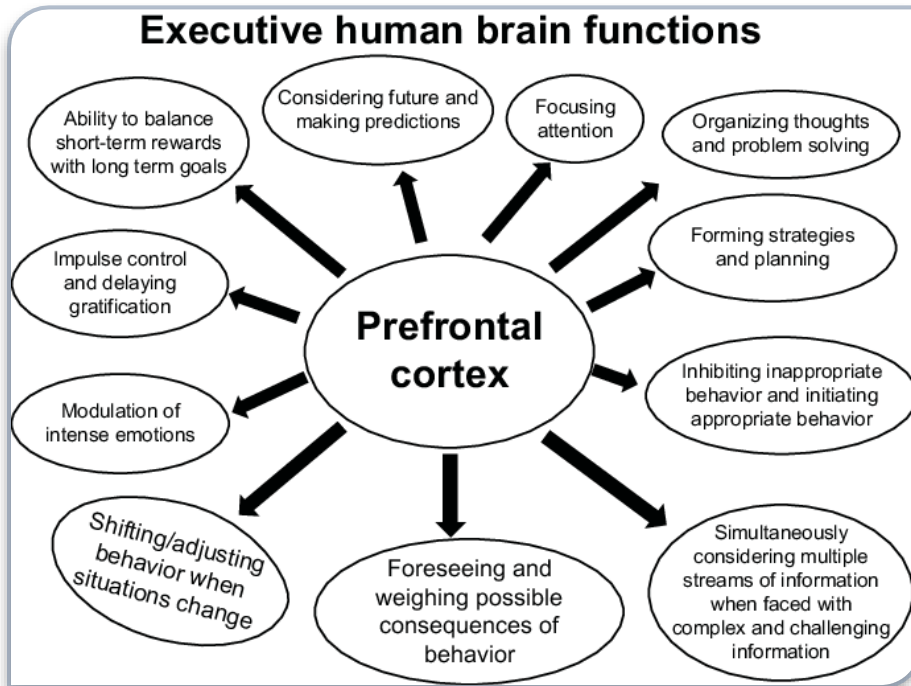 Executive human brain functions
Ability to balance
short-term rewards
with long term goals
Considering future and
making predictions
Focusing
attention
Organizing thoughts
and problem solving
Impulse control
and delaying
gratification
Forming strategies
and planning
Prefrontal
cortex
Modulation of
intense emotions
Inhibiting inappropriate
behavior and initiating
appropriate behavior
Shifting/adjusting
behavior when
situations change
Foreseeing and
weighing possible
consequences of
behavior
Simultaneously
considering multiple
streams of information
when faced with
complex and challenging
information